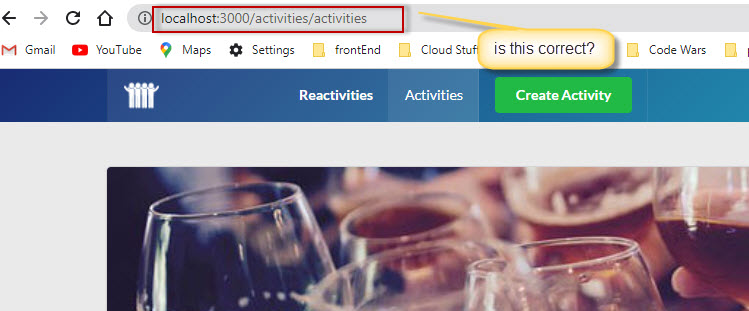 localhost:3000/activities/activities
is this correct?
Gmail YouTube Maps Settings frontEnd Cloud Stuf Code Wars
Reactivities Activities Create Activity